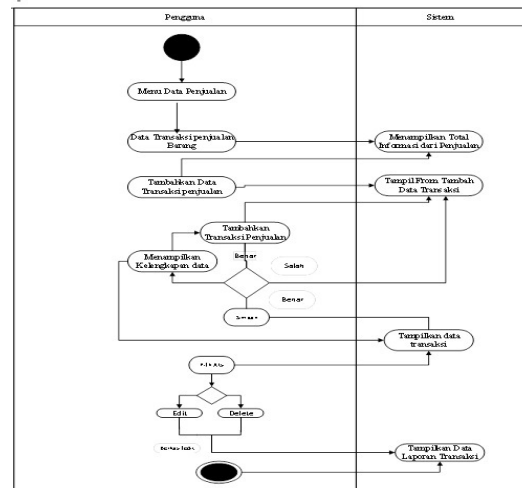 Pengguna
Sistem
Menu Data Penjualan
Data Transaksi penjualan
Barang
Menampilkan Total
Informasi dari Penjualan
Tambahkan Data
Transaksi penjualan
Tampil From Tambah
Data Transaksi
Tambahkan
Transaksi Penjualan
Menampilkan
Kelengkapan data
Benar
Salah
Benar
Tampilkan data
transaksi
Edit
Delete
Tampilkan Data
Laporan Transaksi